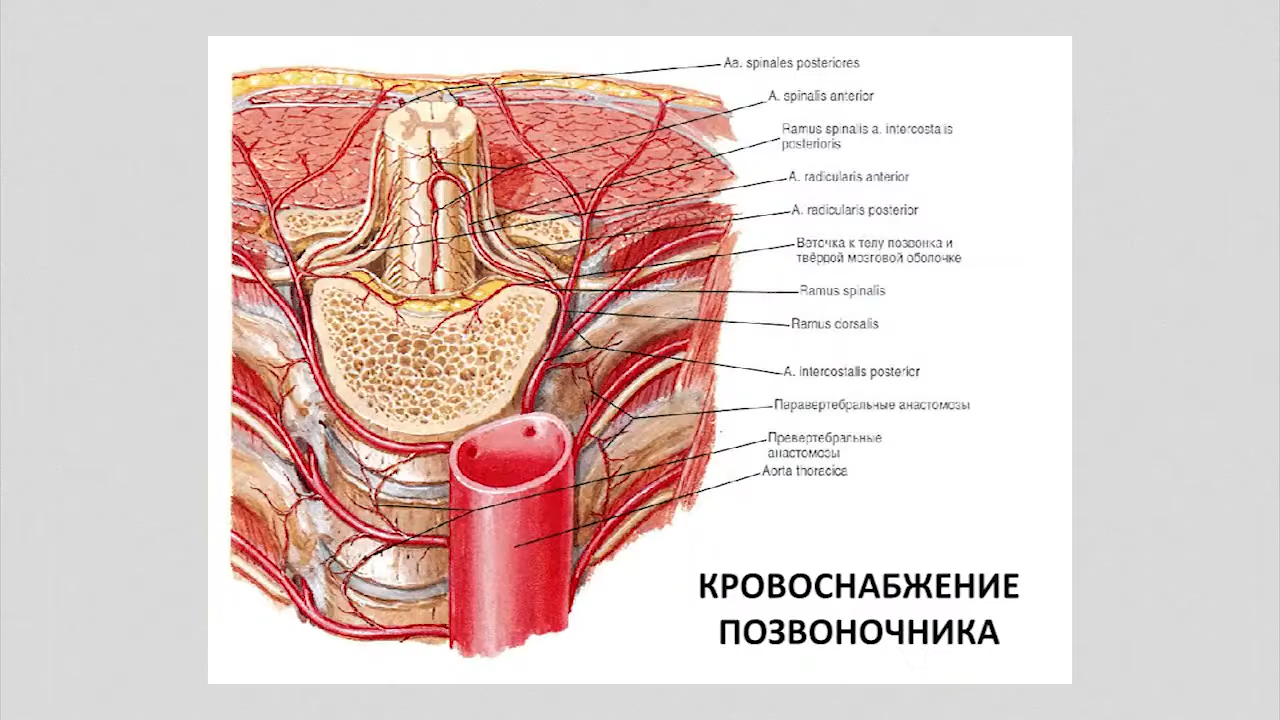 Aa. spinales posteriores
A. spinalis anterior
Ramus spinalis a. intercostalis
posterioris
A. radicularis anterior
A. radicularis posterior
Веточка к телу позвонка и
твёрдой мозговой оболочке
Ramus spinalis
Ramus dorsalis
A. intercostalis posterior
Паравертебральные анастомозы
Превертебральные
анастомозы
Aorta thoracica
КРОВОСНАБЖЕНИЕ
ПОЗВОНОЧНИКА